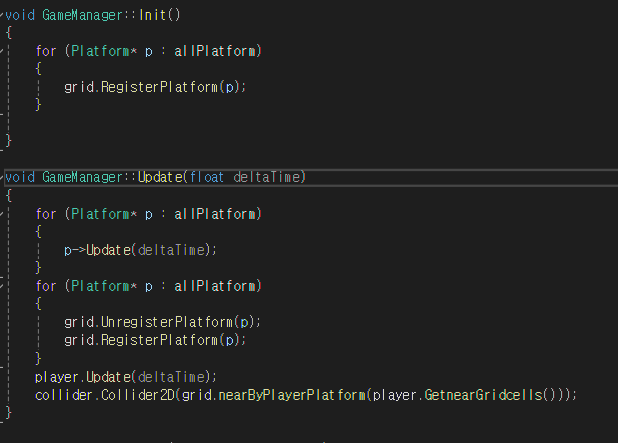 void GameManager::Init()
{
for (Platform* p : allPlatform)
{
grid.RegisterPlatform(p);
}
}
void GameManager::Update(float deltaTime)
{
for (Platform* p : allPlatform)
{
p->Update(deltaTime);
}
for (Platform* p : allPlatform)
{
grid.UnregisterPlatform(p);
grid.RegisterPlatform(p);
}
player.Update(deltaTime);
collider.Collider2D(grid.nearByPlayerPlatform(player.GetnearGridcells()));
}